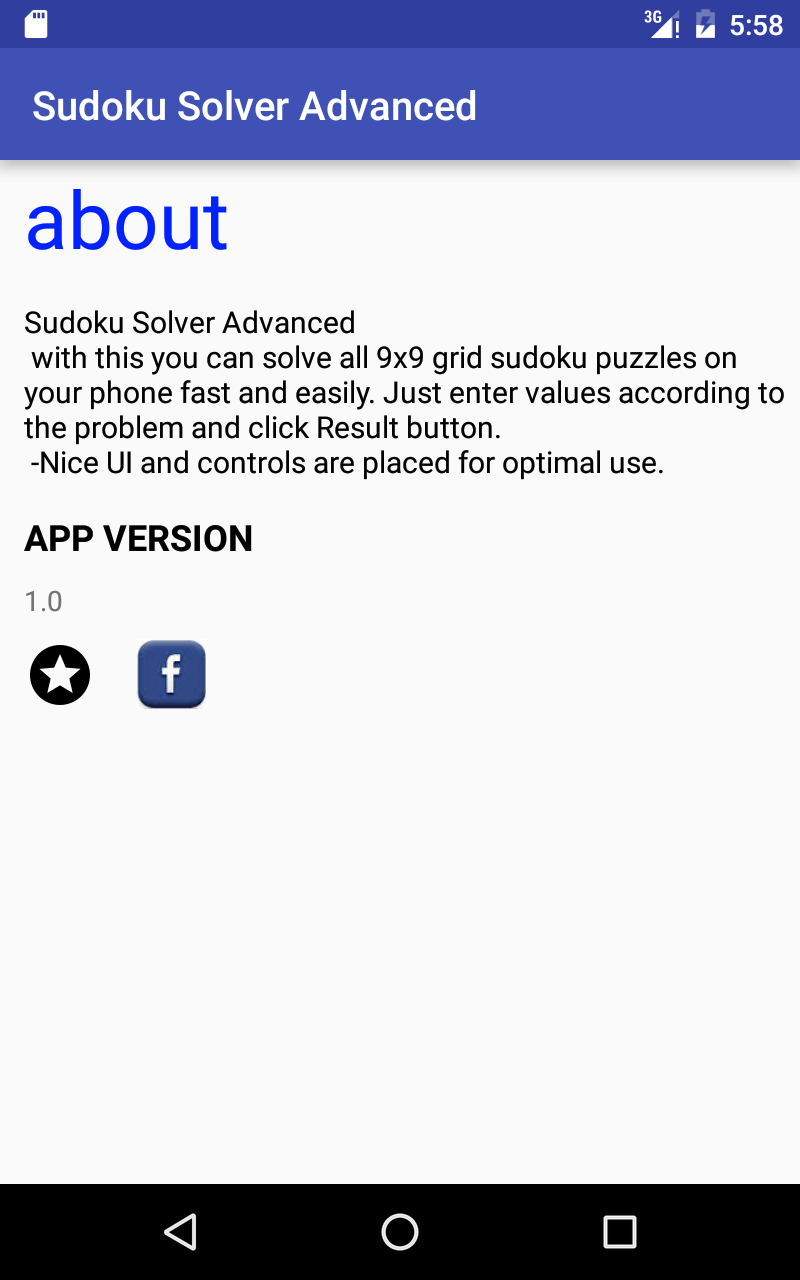 3G 5:58
Sudoku Solver Advanced
about
Sudoku Solver Advanced
with this you can solve all 9x9 grid sudoku puzzles on
your phone fast and easily. Just enter values according to
the problem and click Result button.
-Nice UI and controls are placed for optimal use.
APP VERSION
1.0
f